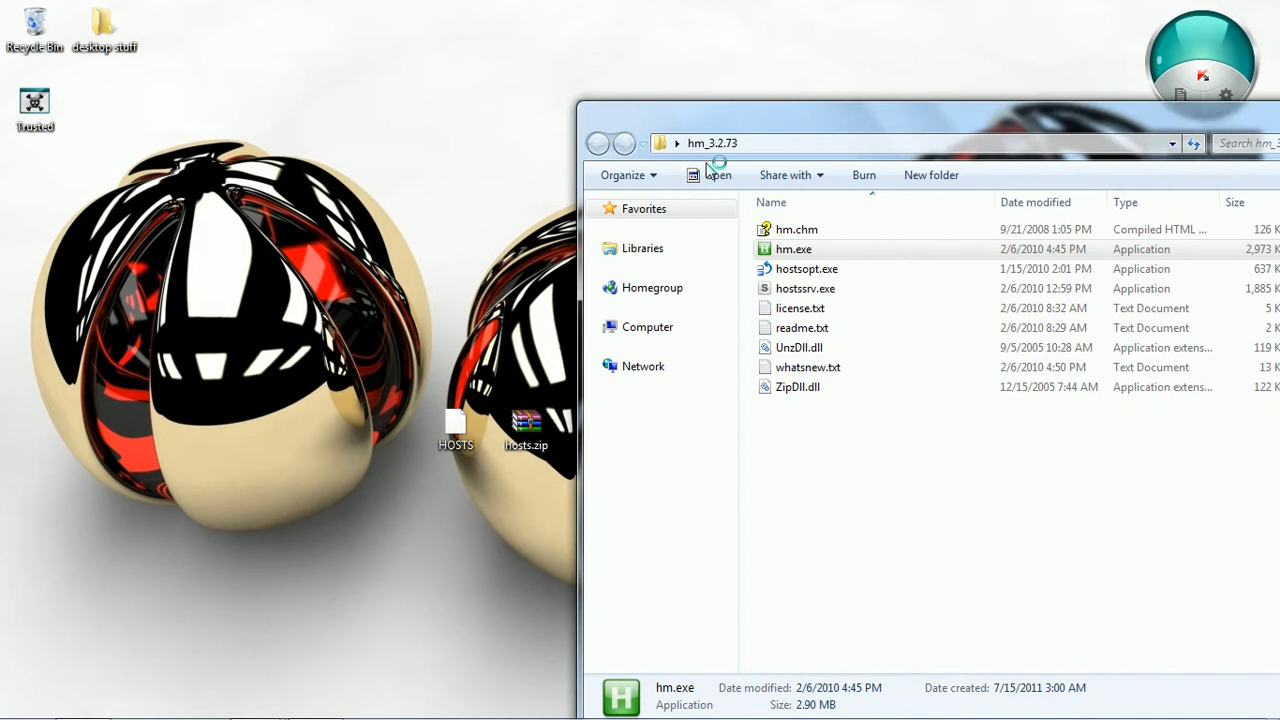 Recycle Bin
desktop stuff
Trusted
HOSTS
hosts.zip
hm_3.2.73
Search hm_3
Organize
Open
Share with
Burn
New folder
Name Date modified Type Size
Favorites
Libraries
Homegroup
Computer
Network
hm.chm 9/21/2008 1:05 PM Compiled HTML ... 126 K
hm.exe 2/6/2010 4:45 PM Application 2,973 K
hostsopt.exe 1/15/2010 2:01 PM Application 637 K
hostssrv.exe 2/6/2010 12:59 PM Application 1,885 K
license.txt 2/6/2010 8:32 AM Text Document 5 K
readme.txt 2/6/2010 8:29 AM Text Document 2 K
UnzDll.dll 9/5/2005 10:28 AM Application extens... 119 K
whatsnew.txt 2/6/2010 4:50 PM Text Document 13 K
ZipDll.dll 12/15/2005 7:44 AM Application extens... 122 K
H
hm.exe Date modified: 2/6/2010 4:45 PM Date created: 7/15/2011 3:00 AM
Application Size: 2.90 MB